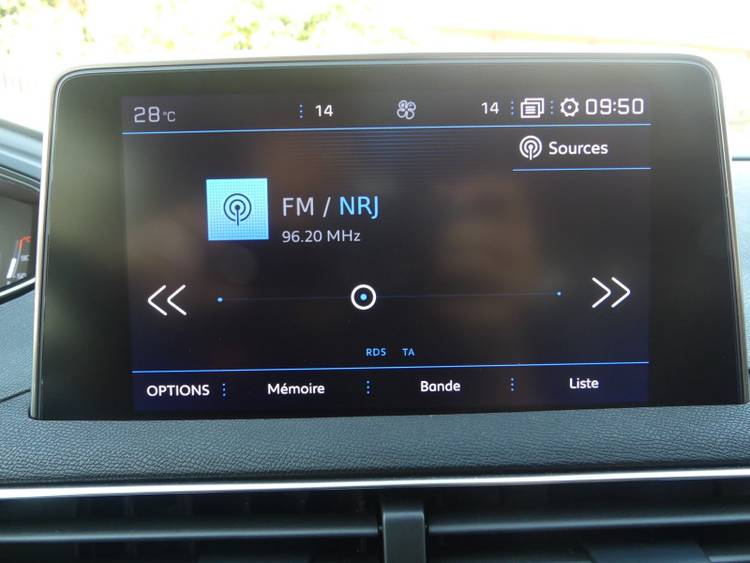 28°C 14 14 09:50
Sources
FM / NRJ
96.20 MHz
RDS TA
OPTIONS Mémoire Bande Liste